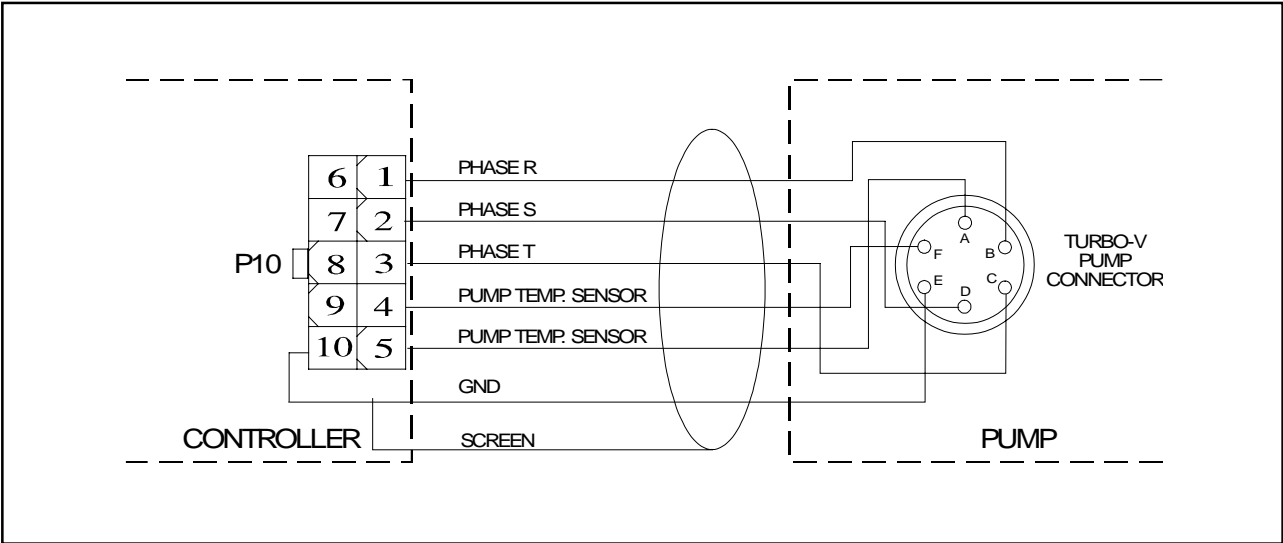 6 1 PHASE R
7 2 PHASE S
P10 8 3 PHASE T
9 4 PUMP TEMP. SENSOR
10 5 PUMP TEMP. SENSOR
GND
SCREEN
CONTROLLER
A
B
C
D
E
F
TURBO-V
PUMP
CONNECTOR
PUMP